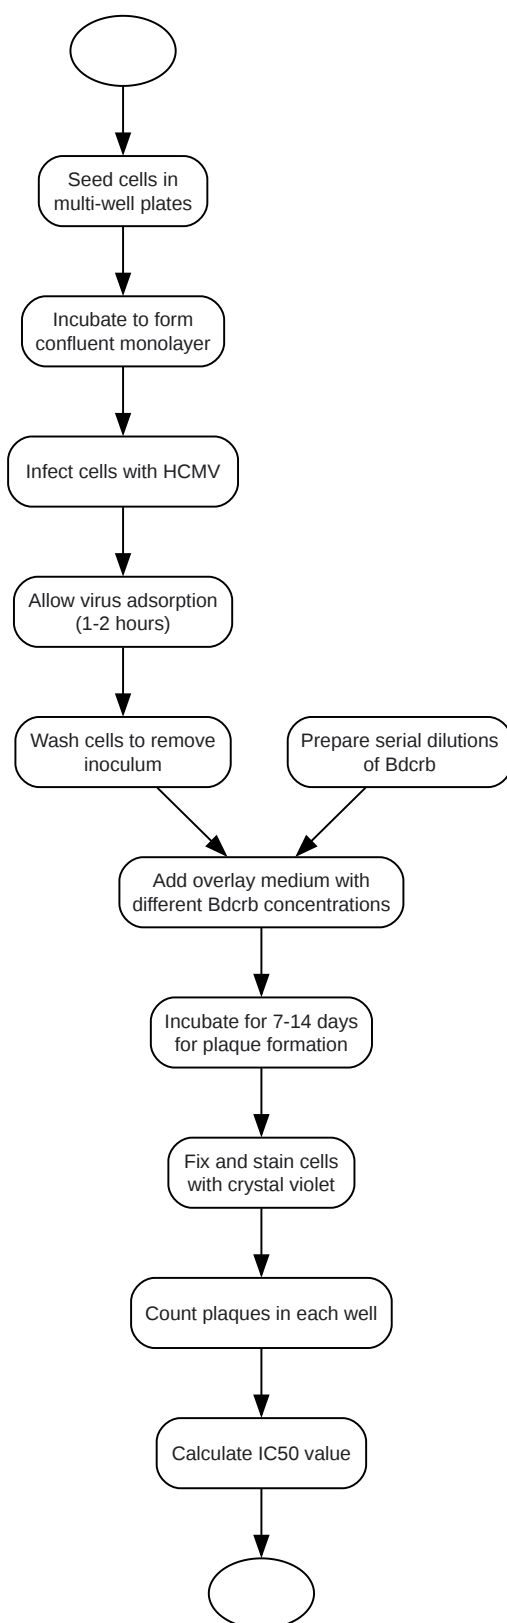 Seed cells in
multi-well plates
Incubate to form
confluent monolayer
Infect cells with HCMV
Allow virus adsorption
(1-2 hours)
Wash cells to remove
inoculum
Prepare serial dilutions
of Bdcrb
Add overlay medium with
different Bdcrb concentrations
Incubate for 7-14 days
for plaque formation
Fix and stain cells
with crystal violet
Count plaques in each well
Calculate IC50 value